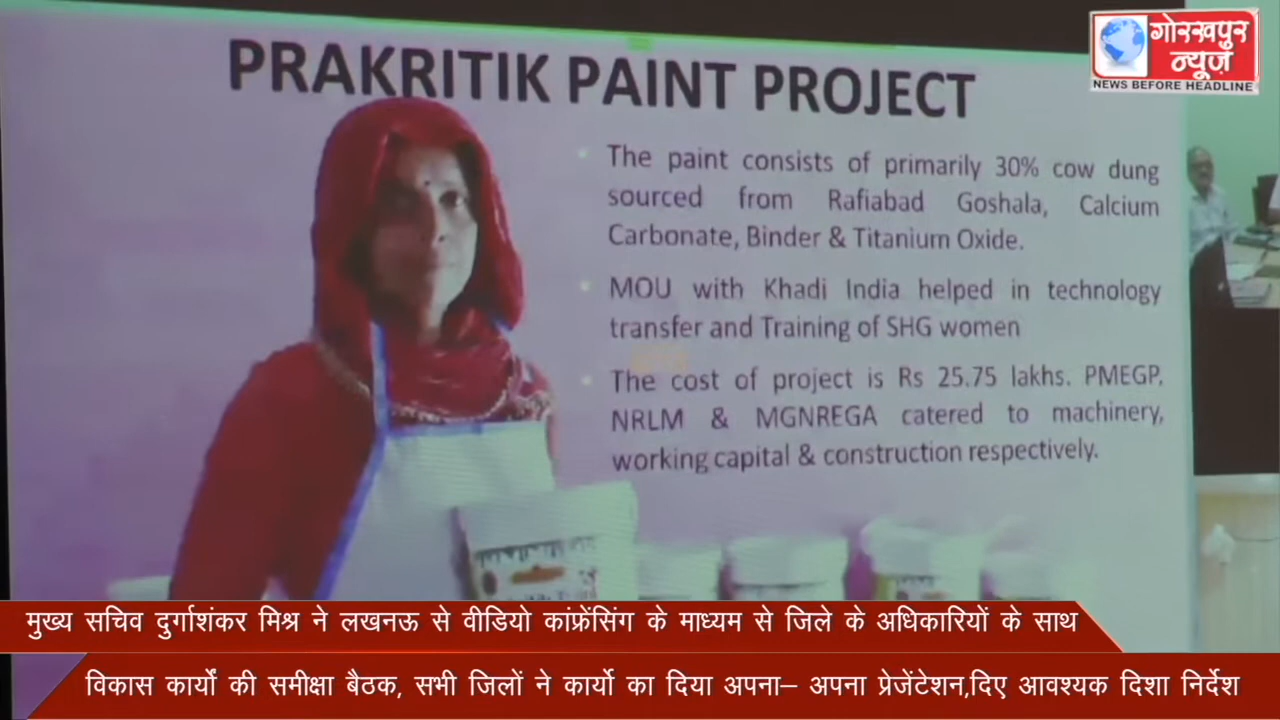 गोरखपुर
न्यूज़
NEWS BEFORE HEADLINE
PRAKRITIK PAINT PROJECT
The paint consists of primarily 30% cow dung
sourced from Rafiabad Goshala, Calcium
Carbonate, Binder & Titanium Oxide.
MOU with Khadi India helped in technology
transfer and Training of SHG women
The cost of project is Rs 25.75 lakhs. PMEGP,
NRLM & MGNREGA catered to machinery,
working capital & construction respectively.
मुख्य सचिव दुर्गाशंकर मिश्र ने लखनऊ से वीडियो कांफ्रेंसिंग के माध्यम से जिले के अधिकारियों के साथ
विकास कार्यों की समीक्षा बैठक, सभी जिलों ने कार्यो का दिया अपना– अपना प्रेजेंटेशन,दिए आवश्यक दिशा निर्देश